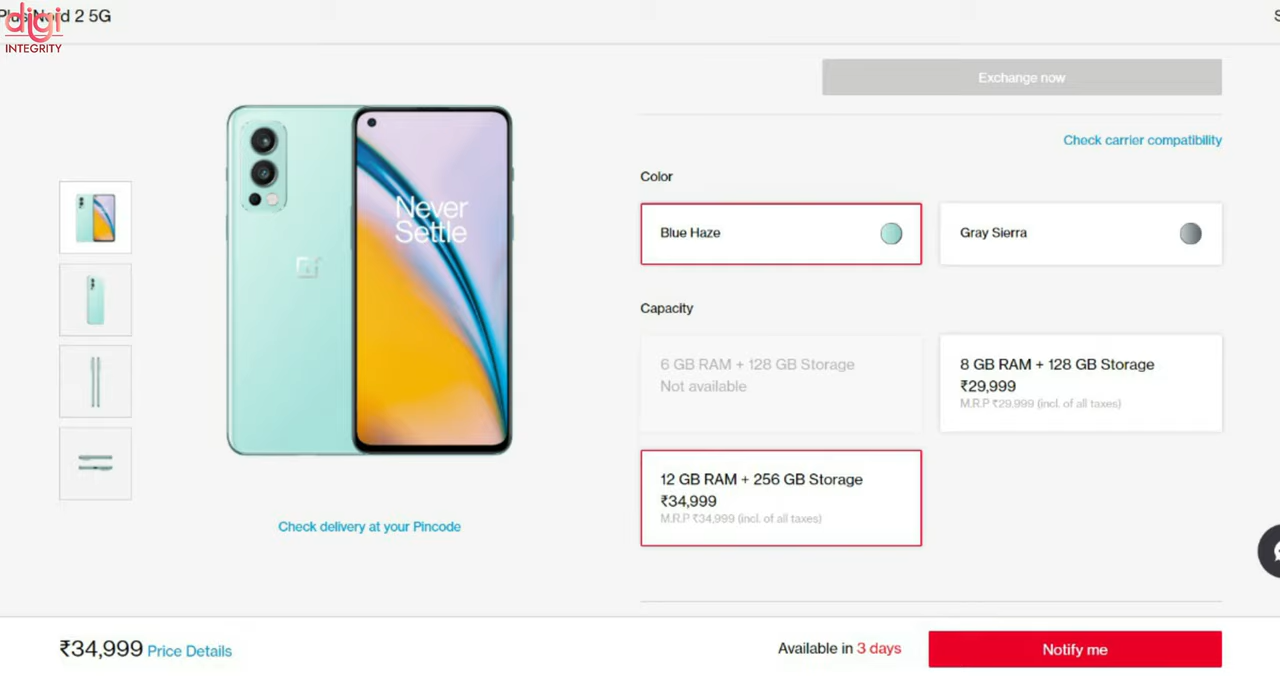 Nord 2 5G
digi
INTEGRITY
Exchange now
Check carrier compatibility
Color
Blue Haze
Gray Sierra
Never
Settle
Capacity
6 GB RAM + 128 GB Storage
Not available
8 GB RAM + 128 GB Storage
₹29,999
M.R.P ₹29,999 (incl. of all taxes)
12 GB RAM + 256 GB Storage
₹34,999
M.R.P ₹34,999 (incl. of all taxes)
Check delivery at your Pincode
₹34,999 Price Details
Available in 3 days
Notify me